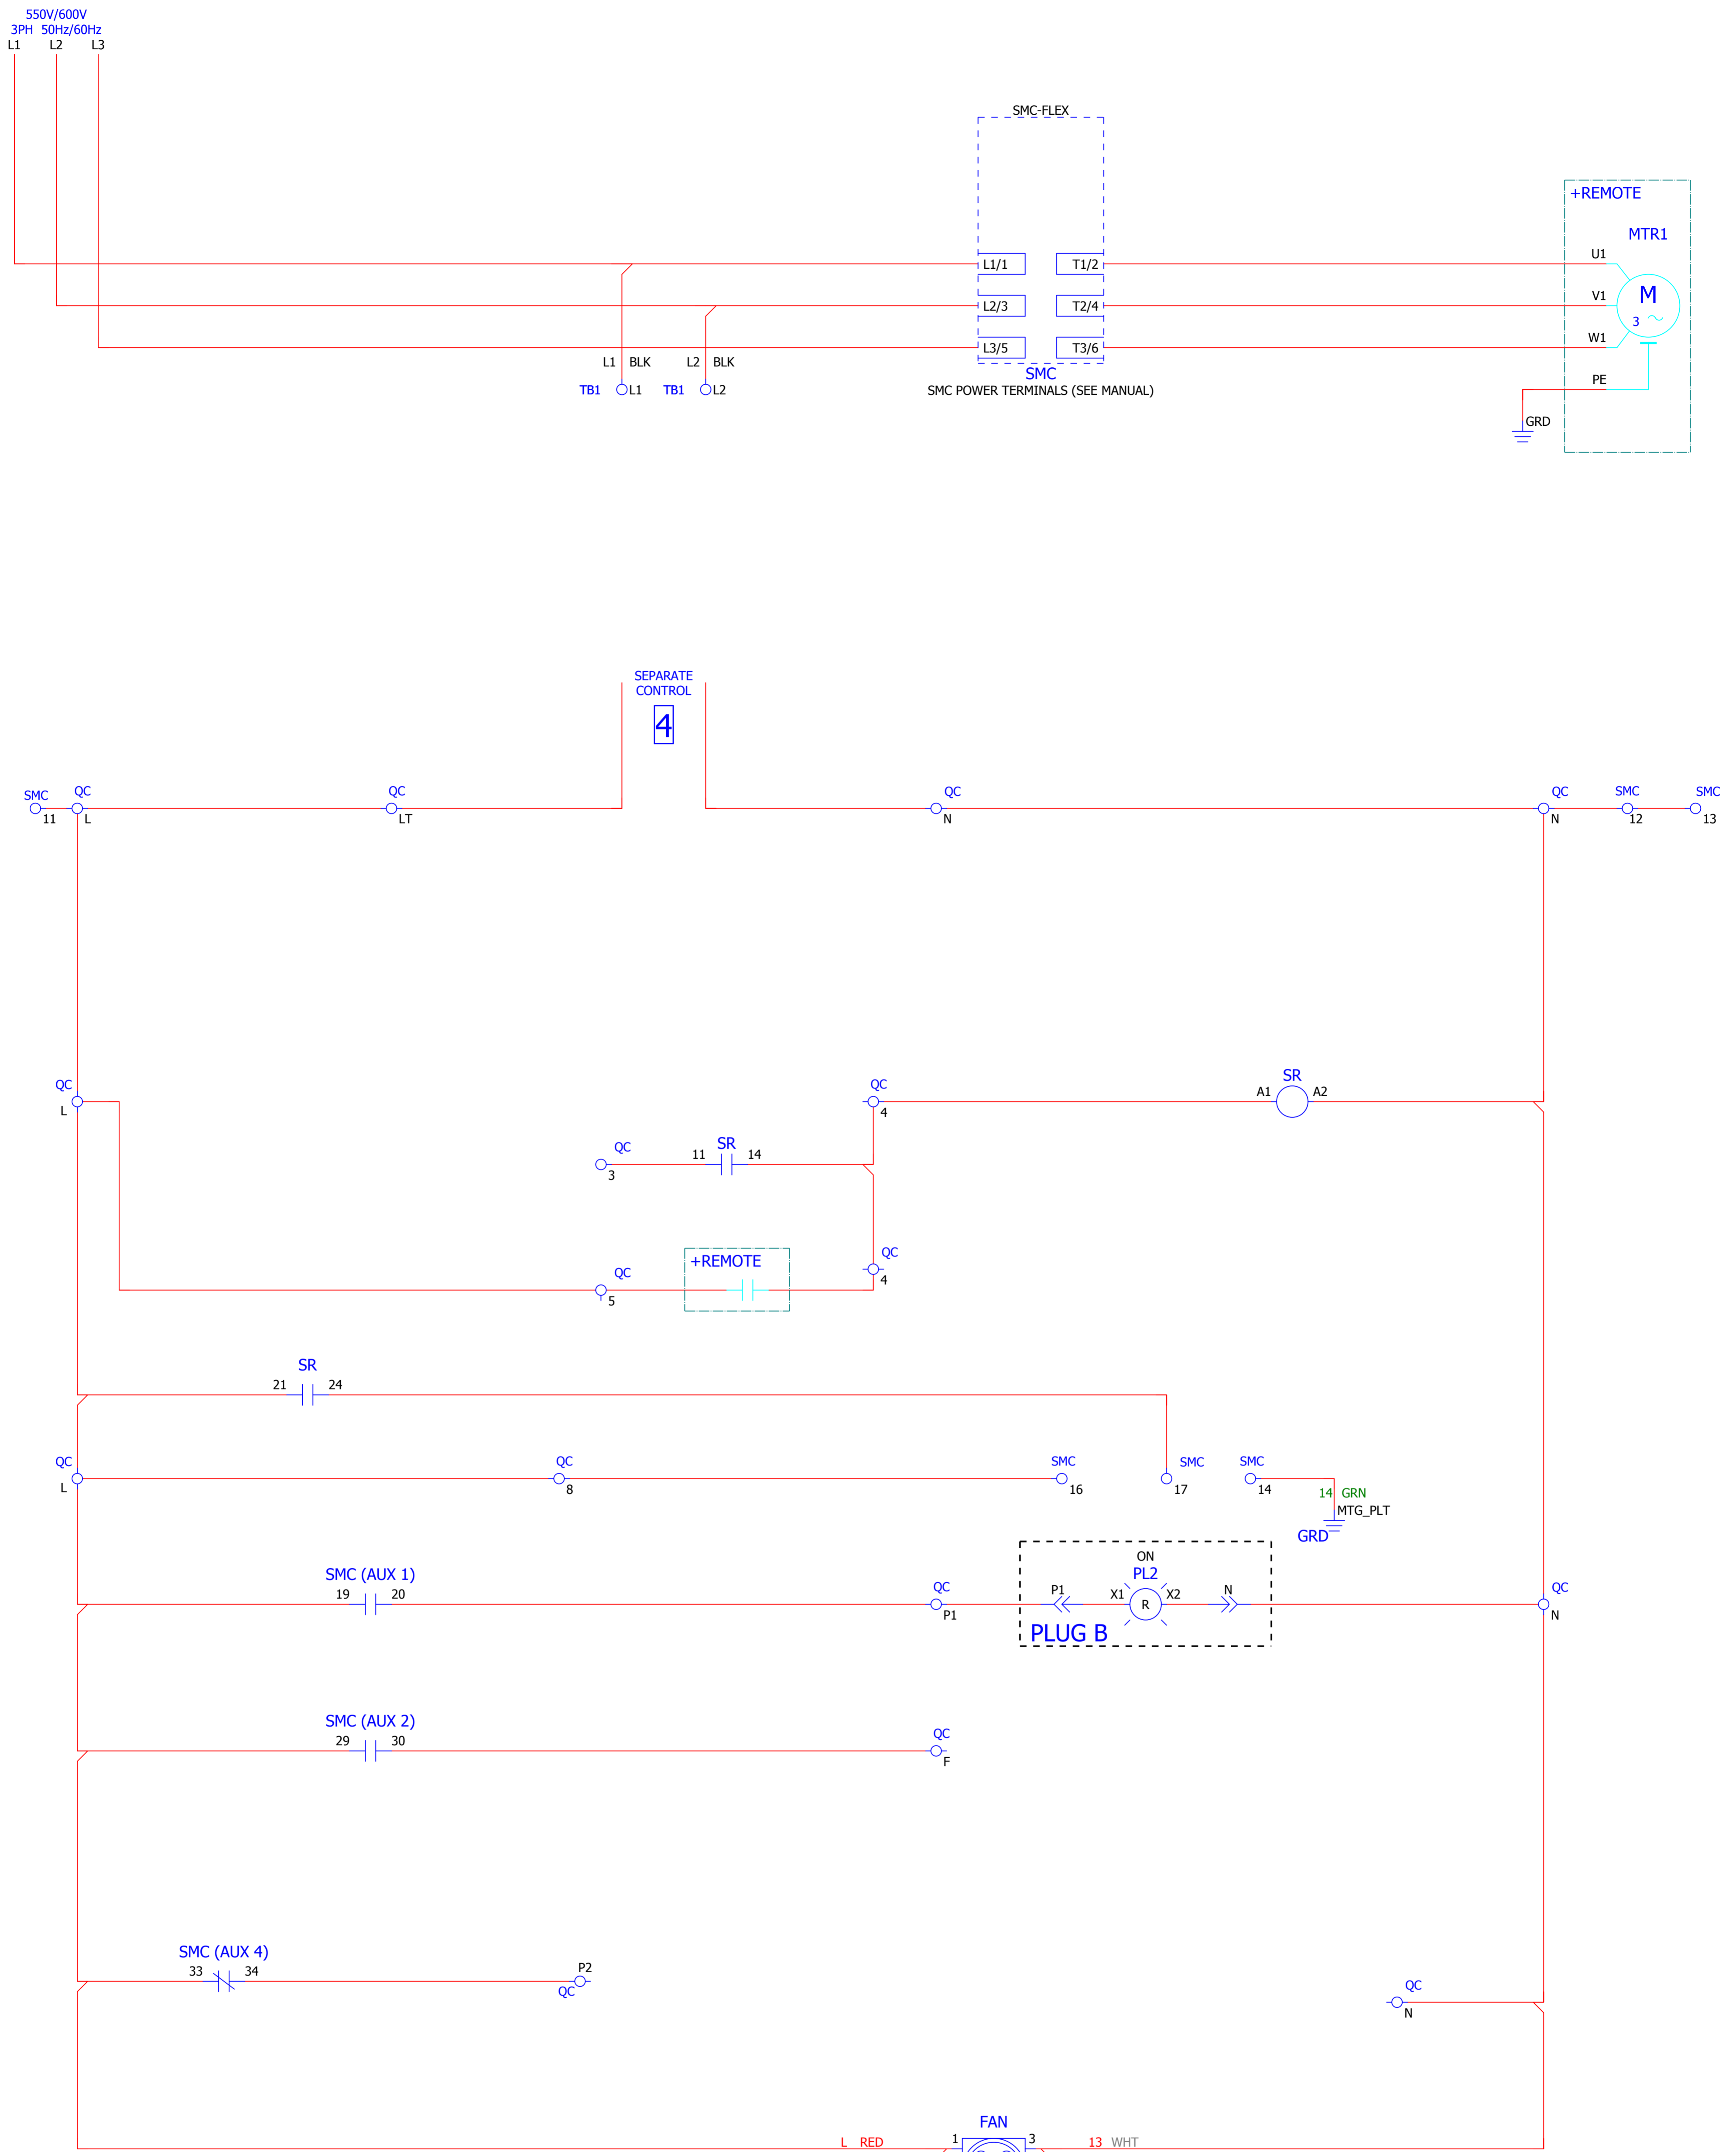 550V/600V
3PH 50Hz/60Hz
L1 L2 L3
SMC-FLEX
+REMOTE
MTR1
U1
L1/1 T1/2
V1
M
L2/3 T2/4
3
W1
L3/5 T3/6
L1 BLK L2 BLK
SMC
PE
TB1 L1 TB1 L2
SMC POWER TERMINALS (SEE MANUAL)
GRD
SEPARATE
CONTROL
4
SMC QC QC QC QC SMC SMC
11 L LT N N 12 13
SR
QC QC A1 A2
L 4
SR
QC 11 14
3
QC
+REMOTE
4
QC
5
SR
21 24
QC QC SMC SMC SMC
L 8 16 17 14
14 GRN
MTG_PLT
GRD
ON
SMC (AUX 1) PL2
19 20 QC P1 X1 X2 N QC
R
P1 N
PLUG B
SMC (AUX 2)
29 30 QC
F
SMC (AUX 4)
33 34 P2
QC
QC
N
FAN
L RED 1 3 13 WHT